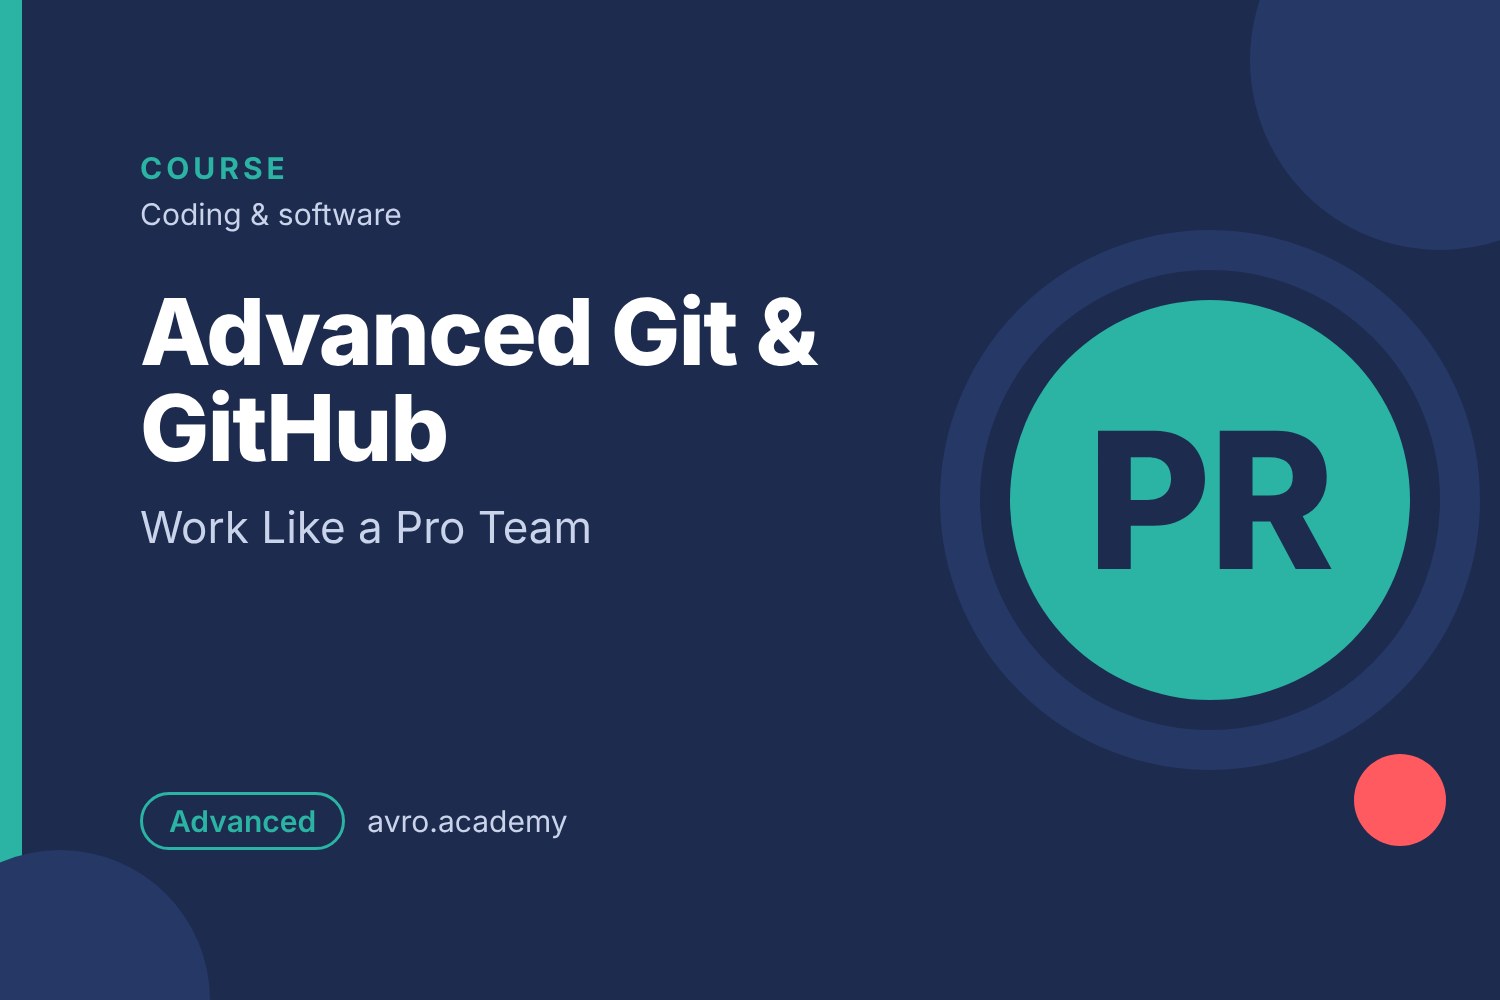 COURSE
Coding & software
Advanced Git &
GitHub
Work Like a Pro Team
PR
Advanced
avro.academy